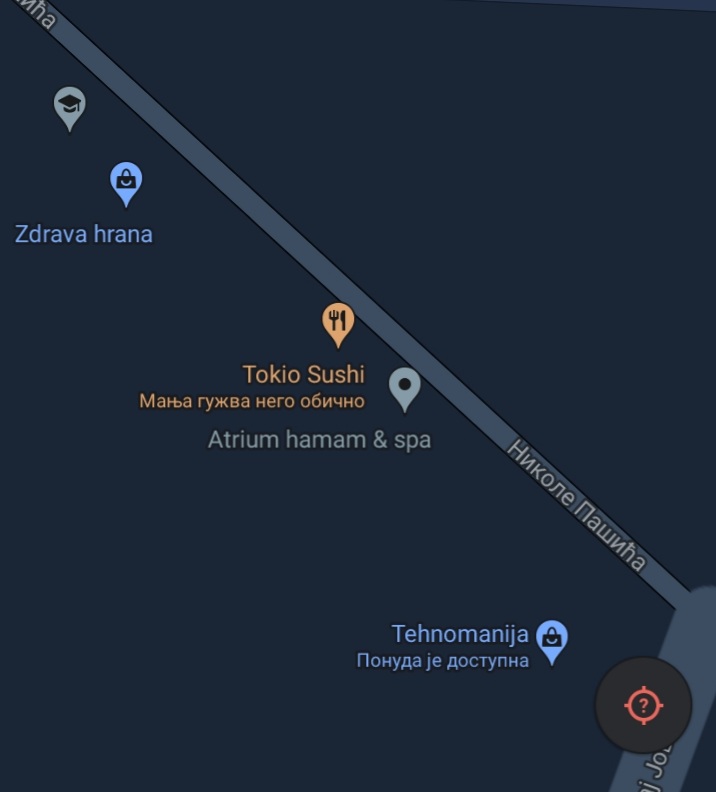 Zdrava hrana
Tokio Sushi
Мања гужва него обично
Atrium hamam & spa
Николе Пашића
Tehnomanija
Понуда је доступна
?